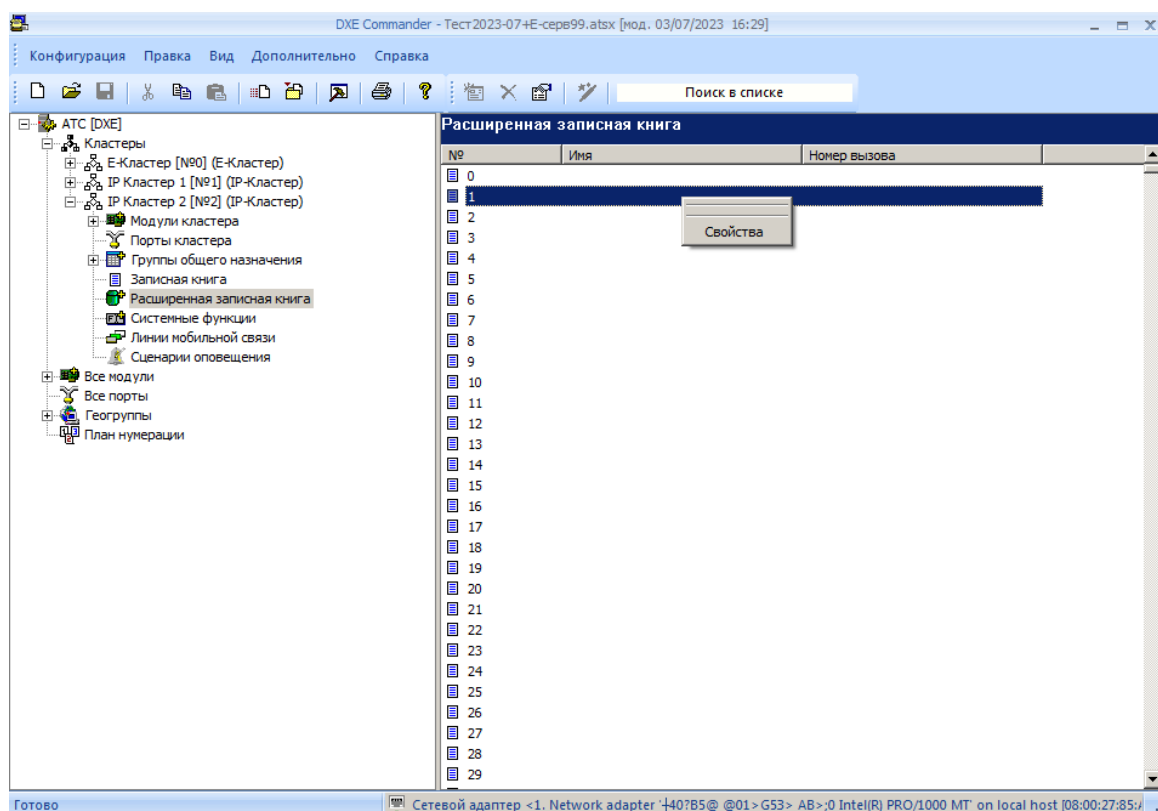 DXE Commander - Тест2023-07+E-серв99.atsx [мод. 03/07/2023 16:29]
Конфигурация Правка Вид Дополнительно Справка
Поиск в списке
АТС [DXE]
Кластеры
E-Кластер [№0] (E-Кластер)
IP Кластер 1 [№1] (IP-Кластер)
IP Кластер 2 [№2] (IP-Кластер)
Модули кластера
Порты кластера
Группы общего назначения
Записная книга
Расширенная записная книга
Системные функции
Линии мобильной связи
Сценарии оповещения
Все модули
Все порты
Геогруппы
План нумерации
Расширенная записная книга
№ Имя Номер вызова
0
1
Свойства
2
3
4
5
6
7
8
9
10
11
12
13
14
15
16
17
18
19
20
21
22
23
24
25
26
27
28
29
Готово
Сетевой адаптер <1. Network adapter '┼40?B5@ @01>G53> AB>;0 Intel(R) PRO/1000 MT' on local host [08:00:27:85: